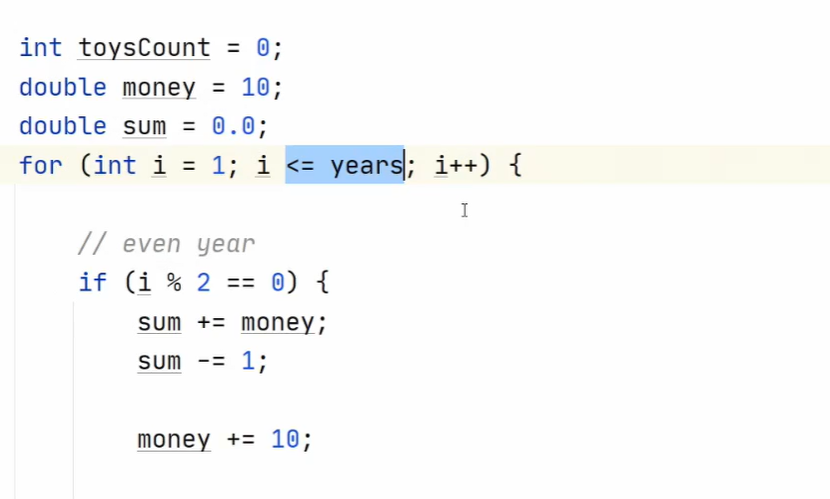 int toysCount = 0;
double money = 10;
double sum = 0.0;
for (int i = 1; i <= years; i++) {
// even year
if (i % 2 == 0) {
sum += money;
sum -= 1;
money += 10;